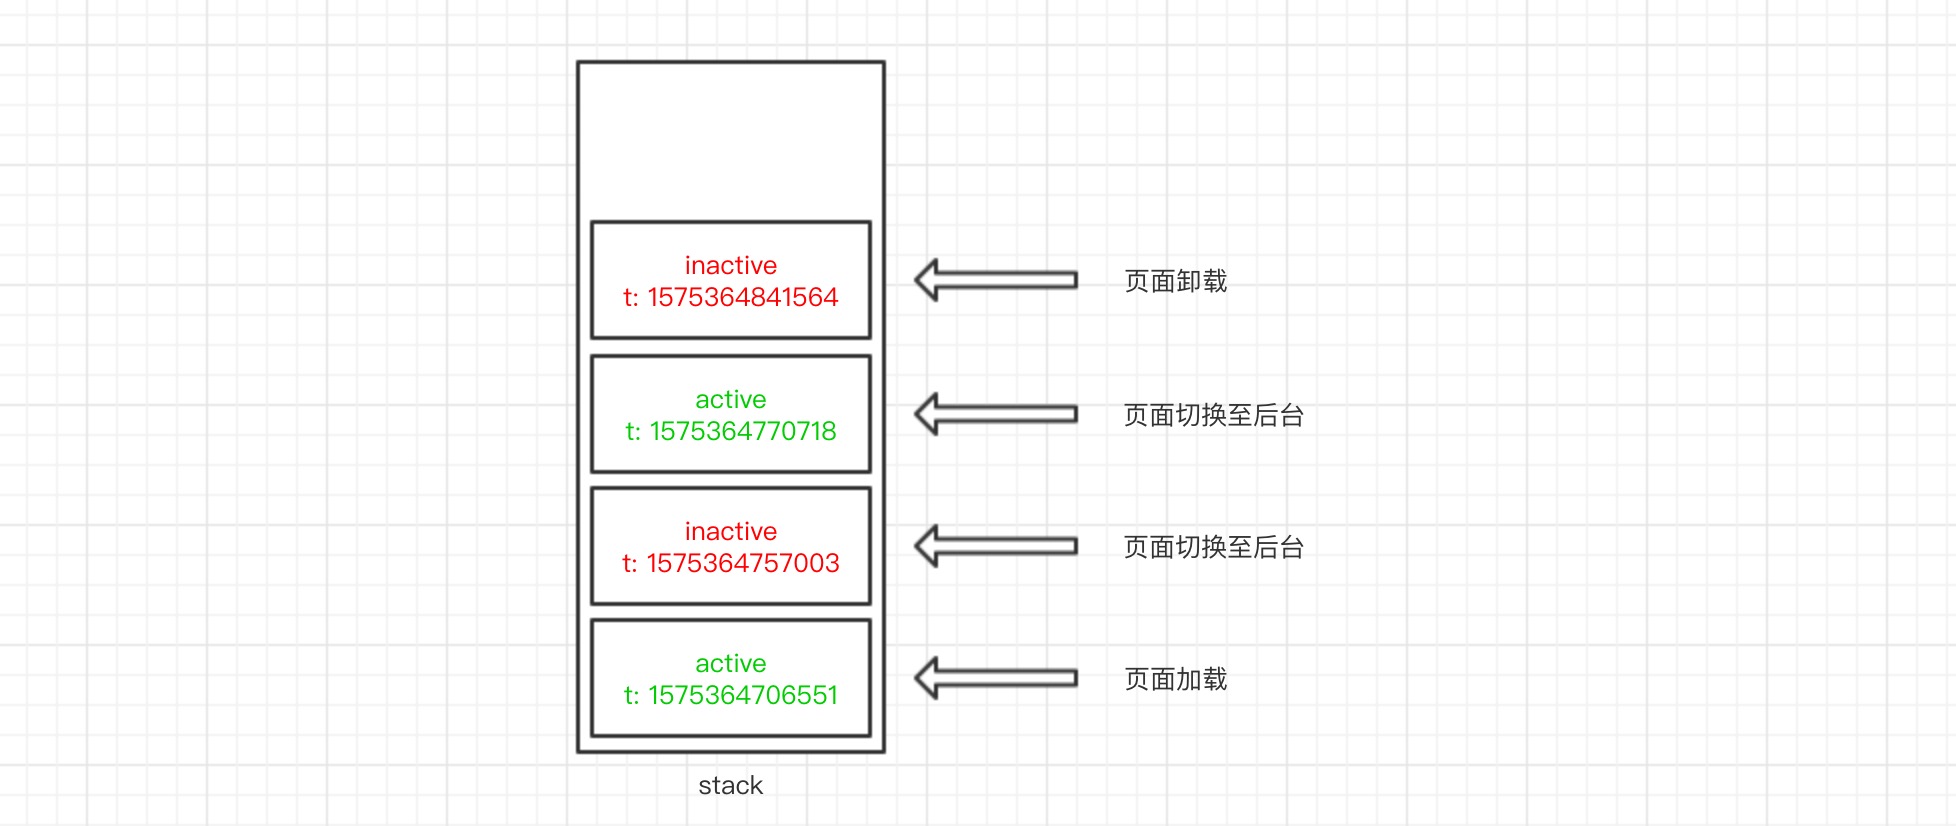 inactive
t: 1575364841564
页面卸载
active
t: 1575364770718
页面切换至后台
inactive
t: 1575364757003
页面切换至后台
active
t: 1575364706551
页面加载
stack